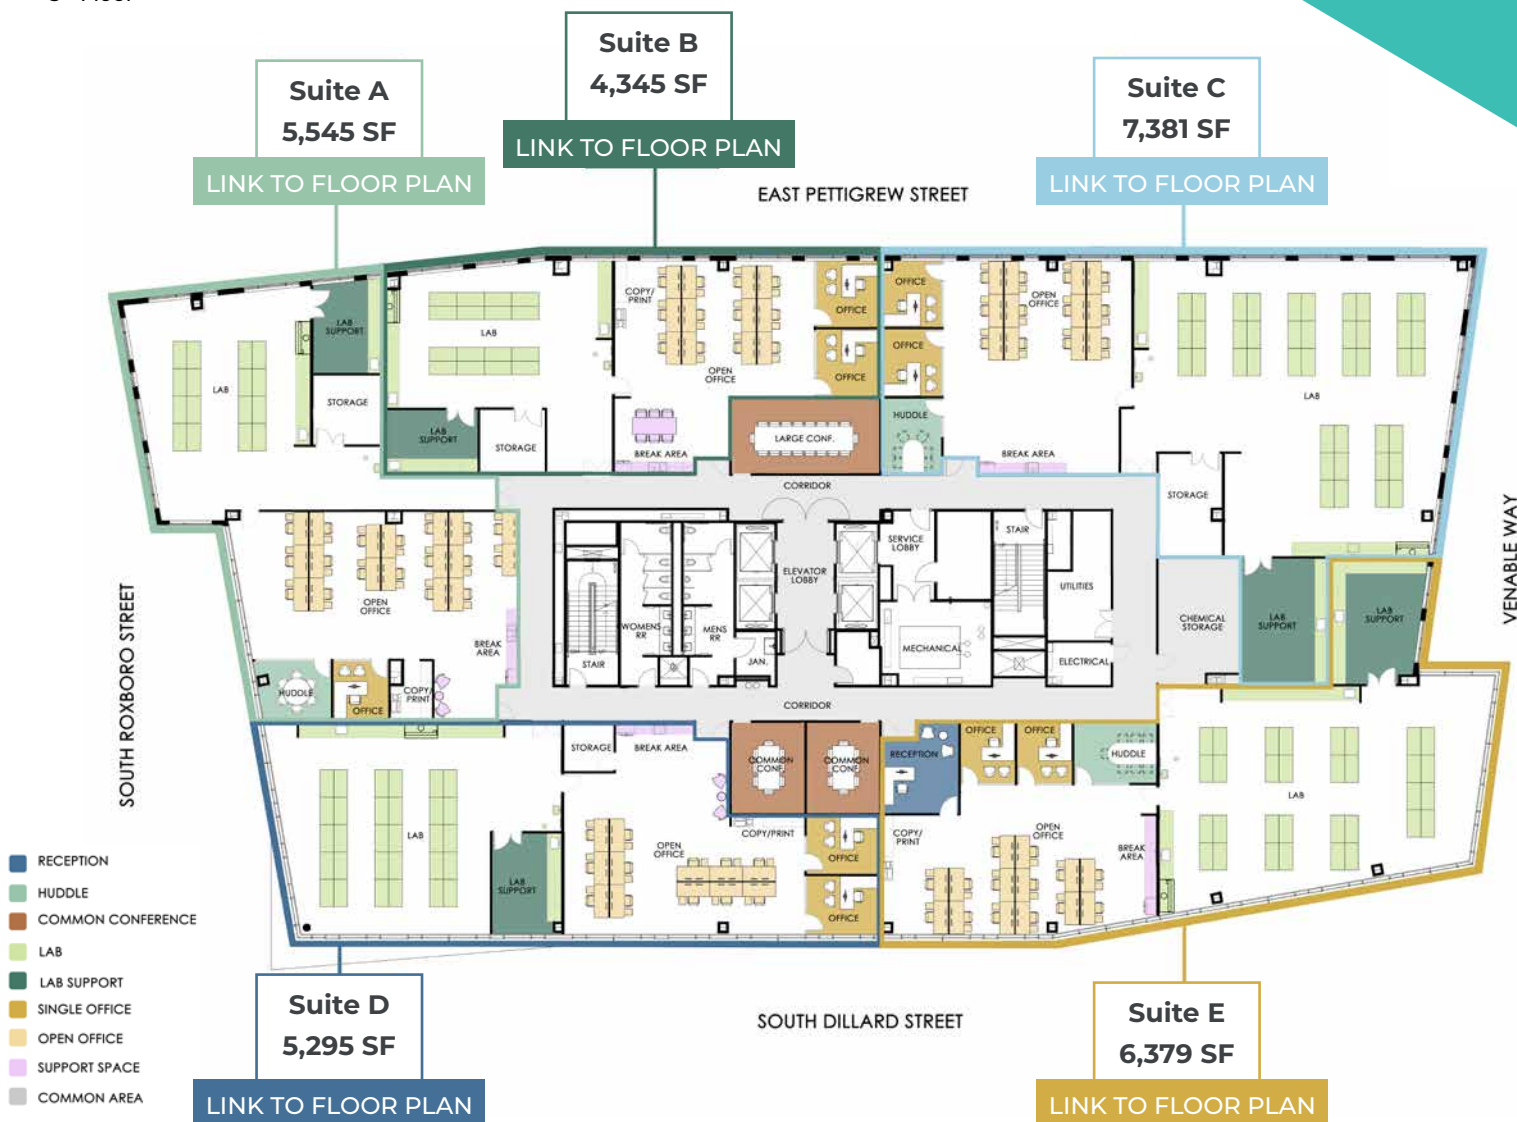 Suite B
4,345 SF
LINK TO FLOOR PLAN
Suite A
5,545 SF
LINK TO FLOOR PLAN
Suite C
7,381 SF
LINK TO FLOOR PLAN
EAST PETTIGREW STREET
LAB
SUPPORT
LAB
STORAGE
COPY/
PRINT
LAB
OFFICE
OPEN
OFFICE
OFFICE
LAB
SUPPORT
STORAGE
BREAK AREA
LARGE CONF.
OFFICE
OPEN
OFFICE
OFFICE
HUDDLE
BREAK AREA
LAB
STORAGE
CORRIDOR
OPEN
OFFICE
BREAK
AREA
HUDDLE
OFFICE
COPY/
PRINT
STAIR
WOMENS
RR
MENS
RR
JAN.
ELEVATOR
LOBBY
SERVICE
LOBBY
STAIR
UTILITIES
MECHANICAL
ELECTRICAL
CHEMICAL
STORAGE
LAB
SUPPORT
LAB
SUPPORT
CORRIDOR
SOUTH ROXBORO STREET
VENABLE WAY
STORAGE
BREAK AREA
COMMON
CONF.
COMMON
CONF.
LAB
LAB
SUPPORT
OPEN
OFFICE
COPY/PRINT
OFFICE
OFFICE
RECEPTION
OFFICE
OFFICE
HUDDLE
LAB
COPY/
PRINT
OPEN
OFFICE
BREAK
AREA
RECEPTION
HUDDLE
COMMON CONFERENCE
LAB
LAB SUPPORT
SINGLE OFFICE
OPEN OFFICE
SUPPORT SPACE
COMMON AREA
Suite D
5,295 SF
LINK TO FLOOR PLAN
SOUTH DILLARD STREET
Suite E
6,379 SF
LINK TO FLOOR PLAN